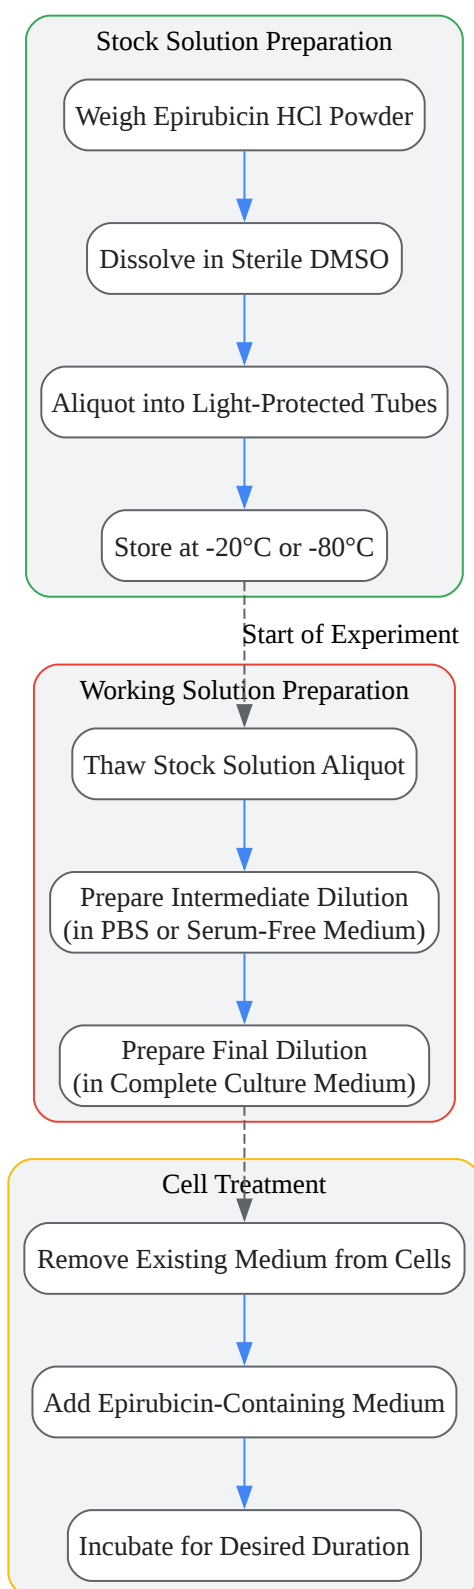 Stock Solution Preparation
Weigh Epirubicin HCl Powder
Dissolve in Sterile DMSO
Aliquot into Light-Protected Tubes
Store at -20°C or -80°C
Start of Experiment
Working Solution Preparation
Thaw Stock Solution Aliquot
Prepare Intermediate Dilution
(in PBS or Serum-Free Medium)
Prepare Final Dilution
(in Complete Culture Medium)
Cell Treatment
Remove Existing Medium from Cells
Add Epirubicin-Containing Medium
Incubate for Desired Duration